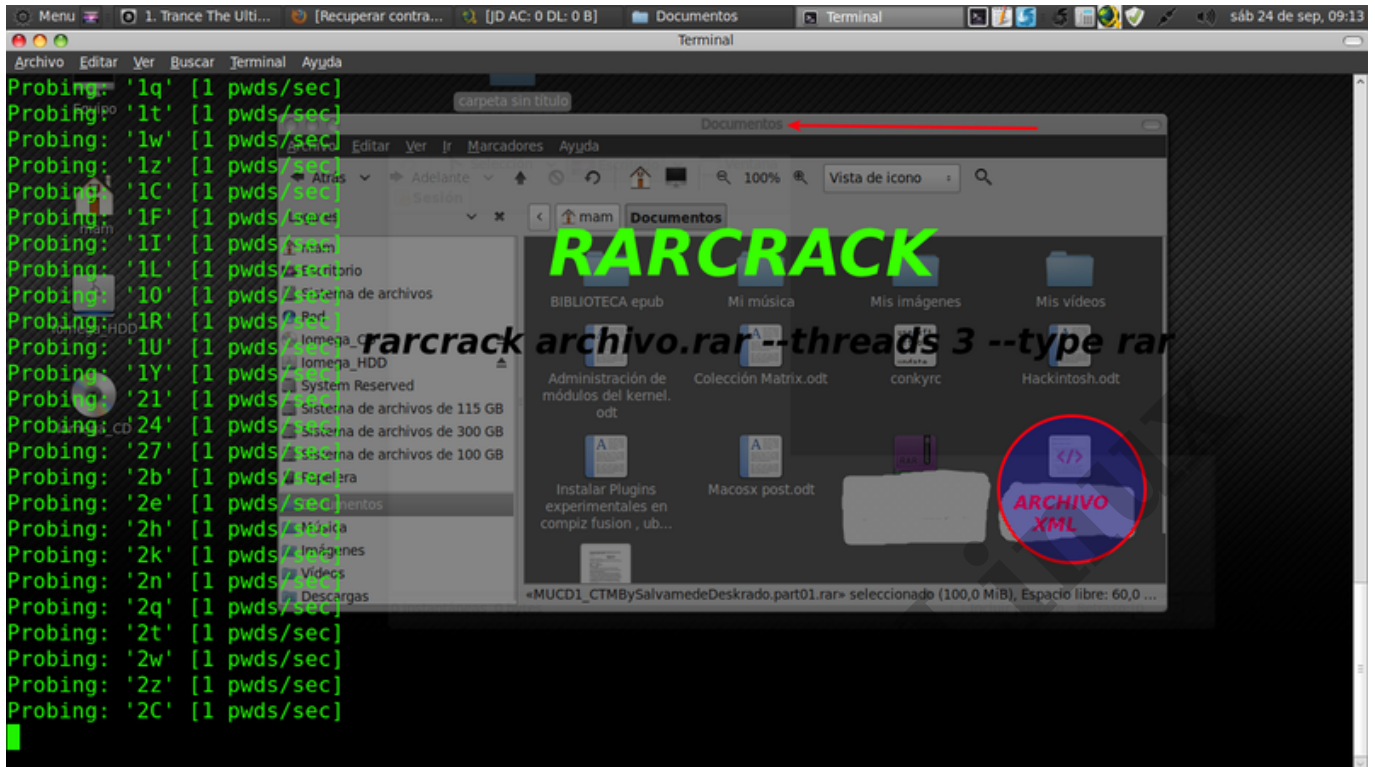 Menu
1. Trance The Ulti...
[Recuperar contra...
[JD AC: 0 DL: 0 B]
Documentos
Terminal
sáb 24 de sep, 09:13
Terminal
Archivo Editar Ver Buscar Terminal Ayuda
Probing: '1q' [1 pwds/sec]
Probing: '1t' [1 pwds/sec]
Probing: '1w' [1 pwds/sec]
Probing: '1z' [1 pwds/sec]
Probing: '1C' [1 pwds/sec]
Probing: '1F' [1 pwds/sec]
Probing: '1I' [1 pwds/sec]
Probing: '1L' [1 pwds/sec]
Probing: '1O' [1 pwds/sec]
Probing: '1R' [1 pwds/sec]
Probing: '1U' [1 pwds/sec]
Probing: '1Y' [1 pwds/sec]
Probing: '21' [1 pwds/sec]
Probing: '24' [1 pwds/sec]
Probing: '27' [1 pwds/sec]
Probing: '2b' [1 pwds/sec]
Probing: '2e' [1 pwds/sec]
Probing: '2h' [1 pwds/sec]
Probing: '2k' [1 pwds/sec]
Probing: '2n' [1 pwds/sec]
Probing: '2q' [1 pwds/sec]
Probing: '2t' [1 pwds/sec]
Probing: '2w' [1 pwds/sec]
Probing: '2z' [1 pwds/sec]
Probing: '2C' [1 pwds/sec]
Equipo
mam
Iomega_HDD
Iomega_CD
carpeta sin título
Documentos
Archivo Editar Ver Ir Marcadores Ayuda
Atrás Adelante 100% Vista de icono
Sesión
Lugares
mam Documentos
mam
Escritorio
Sistema de archivos
Red
Iomega_CD
Iomega_HDD
System Reserved
Sistema de archivos de 115 GB
Sistema de archivos de 300 GB
Sistema de archivos de 100 GB
Papelera
Documentos
Música
Imágenes
Vídeos
Descargas
RARCRACK
BIBLIOTECA epub
Mi música
Mis imágenes
Mis vídeos
rarcrack archivo.rar --threads 3 --type rar
Administración de
módulos del kernel.
odt
Colección Matrix.odt
conkyrc
Hackintosh.odt
Instalar Plugins
experimentales en
compiz fusion , ub...
Macosx post.odt
ARCHIVO
XML
«MUCD1_CTMBySalvamedeDeskrado.part01.rar» seleccionado (100,0 MiB), Espacio libre: 60,0 ...